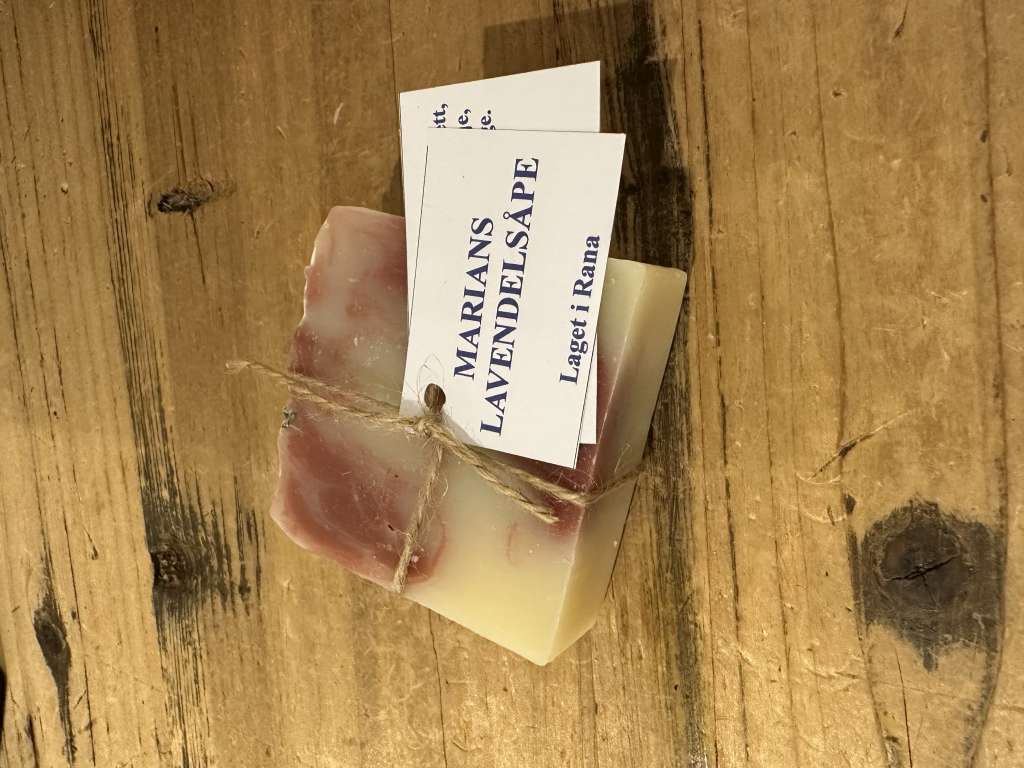 MARIANS
LAVENDELSÅPE
Laget i Rana